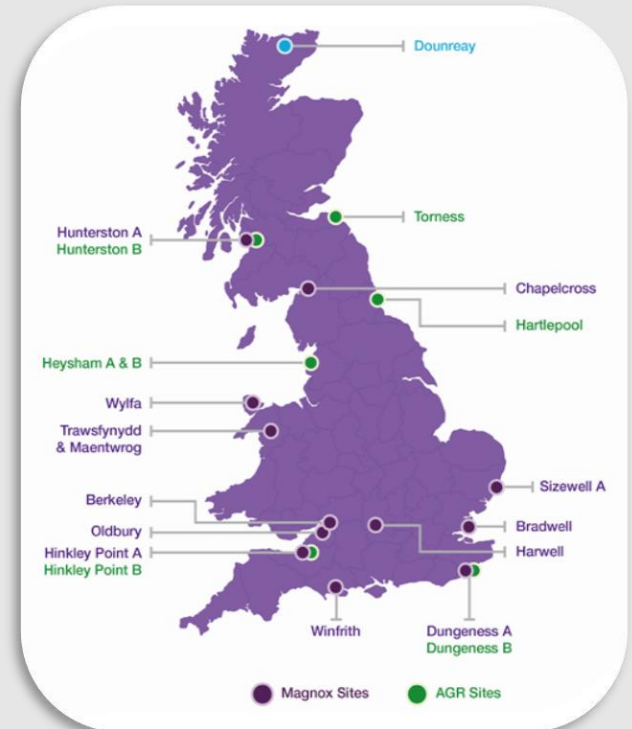 Dounreay
Torness
Hunterston A
Hunterston B
Chapelcross
Hartlepool
Heysham A & B
Wylfa
Trawsfynydd
& Maentwrog
Sizewell A
Berkeley
Oldbury
Bradwell
Harwell
Hinkley Point A
Hinkley Point B
Winfrith
Dungeness A
Dungeness B
Magnox Sites
AGR Sites